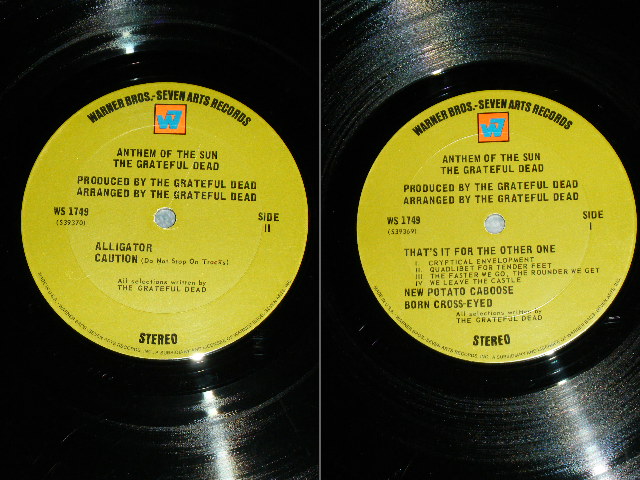 WARNER BROS.-SEVEN ARTS RECORDS
W7
ANTHEM OF THE SUN
THE GRATEFUL DEAD
PRODUCED BY THE GRATEFUL DEAD
ARRANGED BY THE GRATEFUL DEAD
WS 1749
(S39370)
SIDE
II
ALLIGATOR
CAUTION (Do Not Stop On Tracks)
All selections written by
THE GRATEFUL DEAD
STEREO
WARNER BROS.-SEVEN ARTS RECORDS
W7
ANTHEM OF THE SUN
THE GRATEFUL DEAD
PRODUCED BY THE GRATEFUL DEAD
ARRANGED BY THE GRATEFUL DEAD
WS 1749
(S39369)
SIDE
I
THAT'S IT FOR THE OTHER ONE
I. CRYPTICAL ENVELOPMENT
II. QUADLIBET FOR TENDER FEET
III THE FASTER WE GO, THE ROUNDER WE GET
IV WE LEAVE THE CASTLE
NEW POTATO CABOOSE
BORN CROSS-EYED
All selections written by
THE GRATEFUL DEAD
STEREO